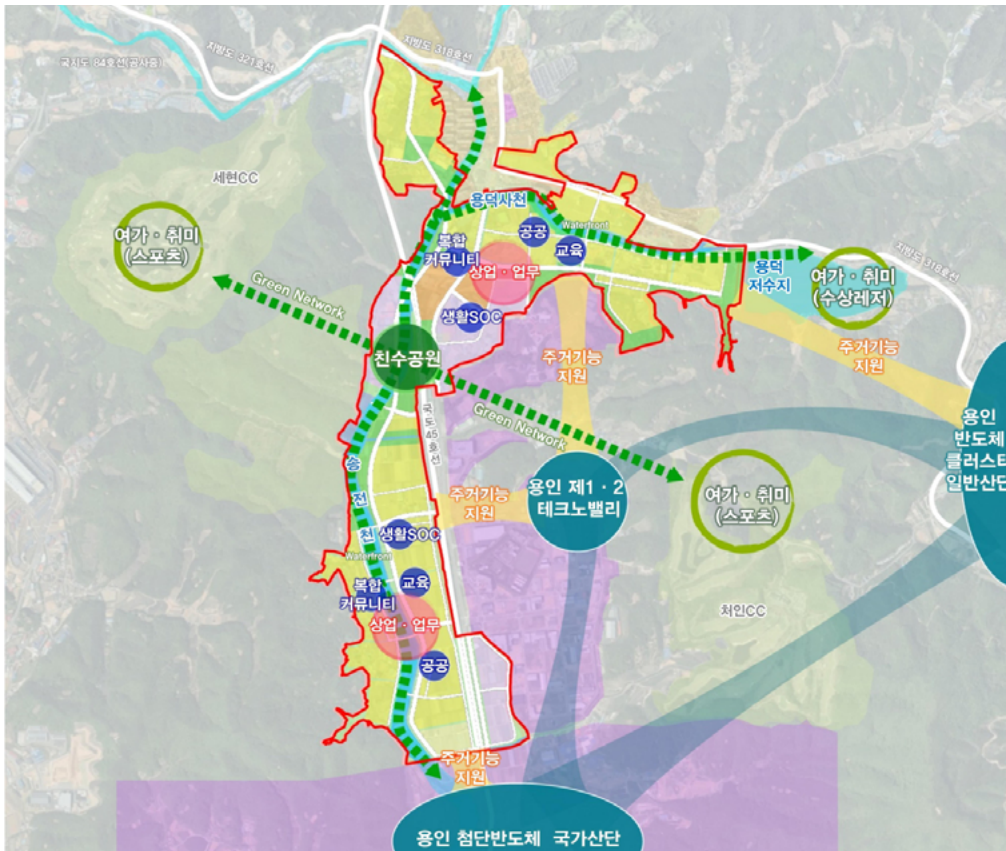 지방도 321호선
지방도 318호선
국지도 84호선(공사중)
세현CC
여가 · 취미
(스포츠)
Green Network
용덕사천
Waterfront
공공
교육
복합
커뮤니티
상업 · 업무
생활SOC
용덕
저수지
여가 · 취미
(수상레저)
지방도 318호선
친수공원
주거기능
지원
주거기능
지원
국도45호선
Green Network
용인
반도체
클러스터
일반산단
송전천
주거기능
지원
용인 제1 · 2
테크노밸리
여가 · 취미
(스포츠)
생활SOC
Waterfront
교육
복합
커뮤니티
상업 · 업무
처인CC
공공
주거기능
지원
용인 첨단반도체 국가산단